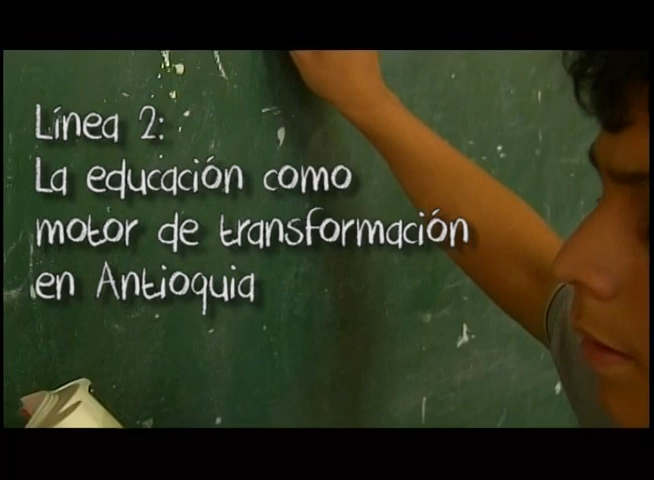 Línea 2:
La educación como
motor de transformación
en Antioquia